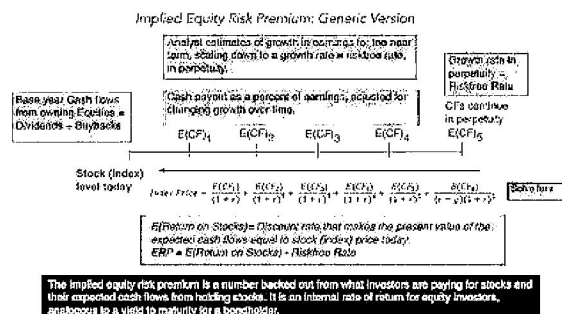 Implied Equity Risk Premium: Generic Version
Analyst estimates of growth in earnings for the near
term, scaling down to a growth rate = riskfree rate,
in perpetuity.
Growth rate in
perpetuity =
Riskfree Rate
Base year Cash flows
from owning Equities =
Dividends + Buybacks
Cash payout as a percent of earnings, adjusted for
changing growth over time.
CFs continue
in perpetuity
E(CF)1 E(CF)2 E(CF)3 E(CF)4 E(CF)5
Stock (Index)
level today
Index Price =
Solve for r
E(Return on Stocks)= Discount rate that makes the present value of the
expected cash flows equal to stock (index) price today.
ERP = E(Return on Stocks) - Riskfree Rate
The implied equity risk premium is a number backed out from what investors are paying for stocks and
their expected cash flows from holding stocks. It is an internal rate of return for equity investors,
analogous to a yield to maturity for a bondholder.